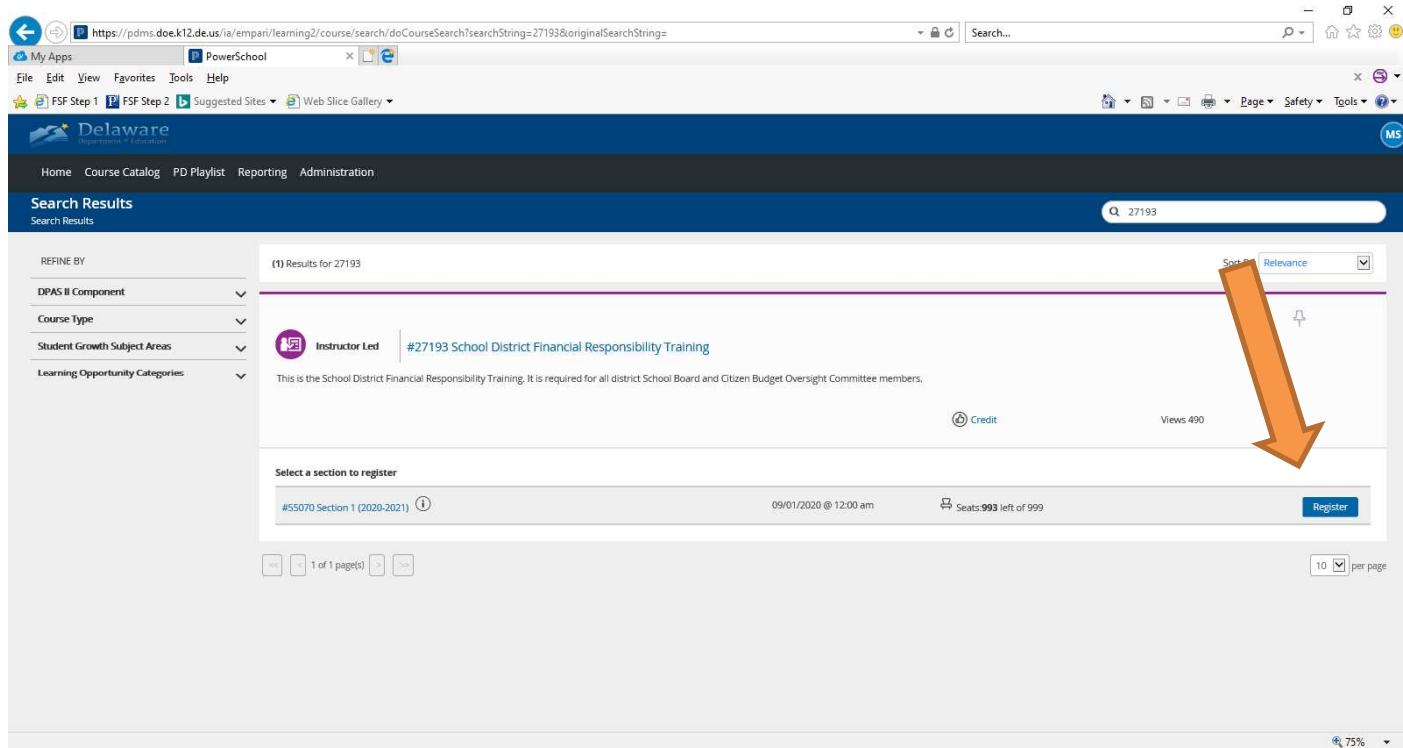 https://pdms.doe.k12.de.us/ia/empari/learning2/course/search/doCourseSearch?searchString=27193&originalSearchString=
Search...
My Apps
PowerSchool
File Edit View Favorites Tools Help
FSF Step 1 FSF Step 2 Suggested Sites Web Slice Gallery
Page Safety Tools
Delaware
Department of Education
MS
Home Course Catalog PD Playlist Reporting Administration
Search Results
Search Results
27193
REFINE BY
DPAS II Component
Course Type
Student Growth Subject Areas
Learning Opportunity Categories
(1) Results for 27193
Sort Relevance
Instructor Led
#27193 School District Financial Responsibility Training
This is the School District Financial Responsibility Training. It is required for all district School Board and Citizen Budget Oversight Committee members.
Credit
Views 490
Select a section to register
#55070 Section 1 (2020-2021)
09/01/2020 @ 12:00 am
Seats:993 left of 999
Register
<< < 1 of 1 page(s) > >>
10 per page
75%